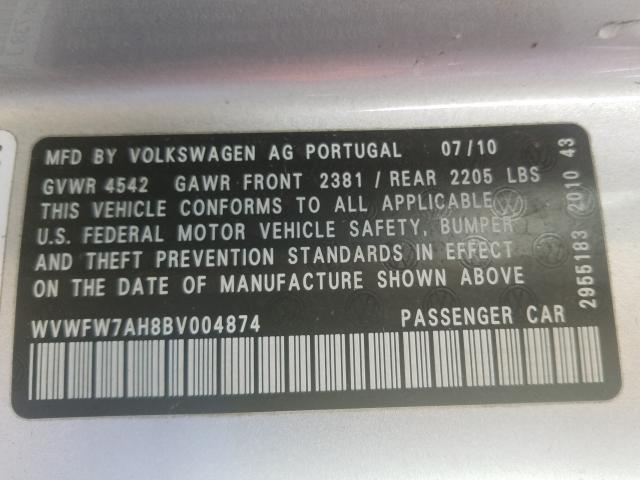 MFD BY VOLKSWAGEN AG PORTUGAL 07/10
GVWR 4542 GAWR FRONT 2381 / REAR 2205 LBS
THIS VEHICLE CONFORMS TO ALL APPLICABLE
U.S. FEDERAL MOTOR VEHICLE SAFETY, BUMPER
AND THEFT PREVENTION STANDARDS IN EFFECT
ON THE DATE OF MANUFACTURE SHOWN ABOVE
WVWFW7AH8BV004874 PASSENGER CAR
2955183 2010 43